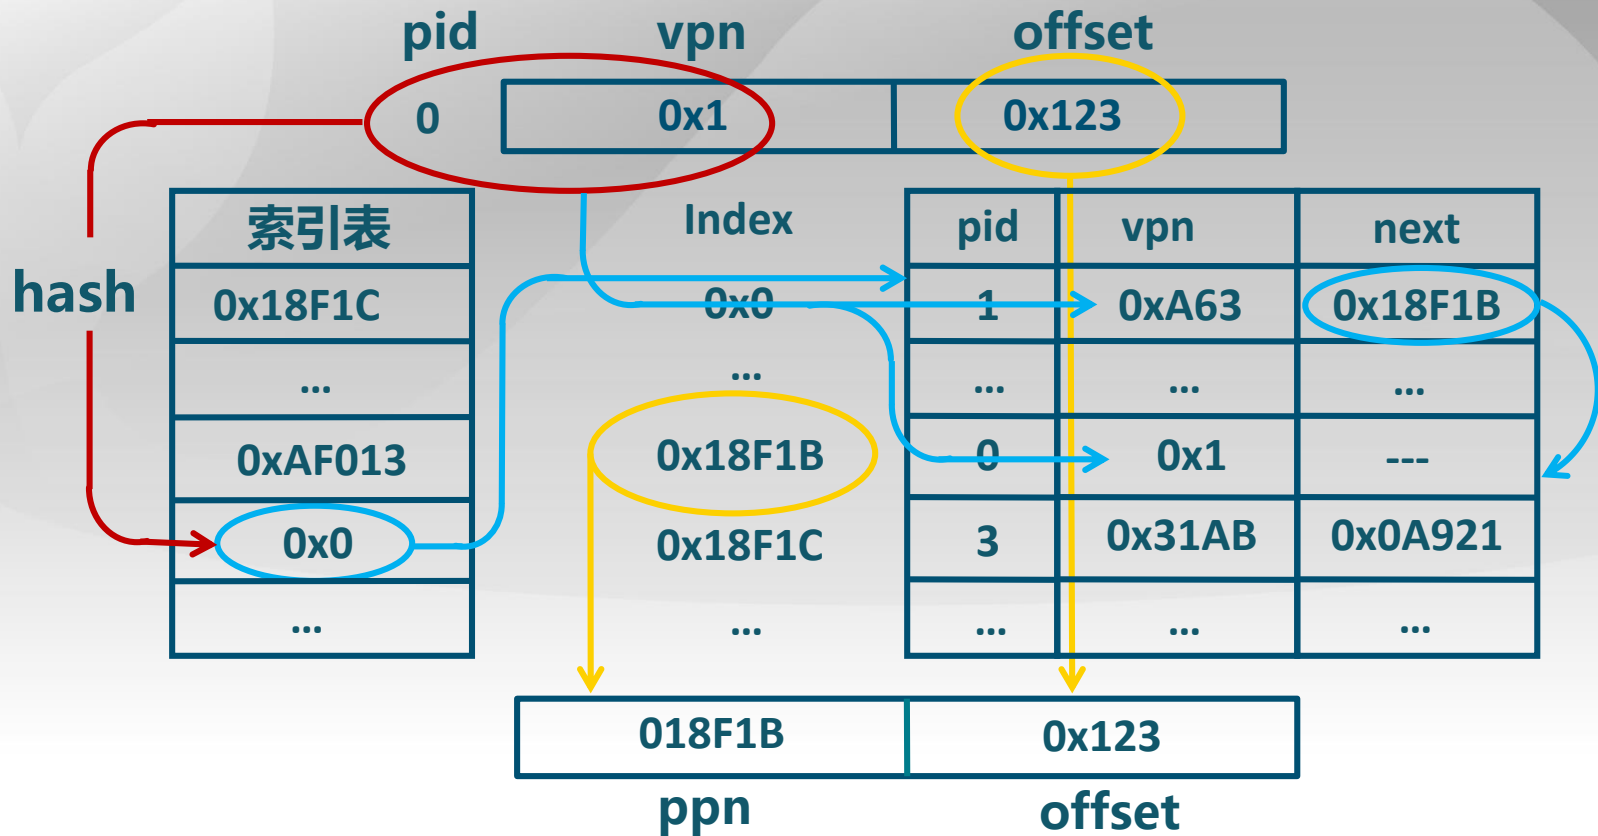 pid vpn offset
0 0x1 0x123
索引表 Index pid vpn next
hash
0x18F1C 0x0 1 0xA63 0x18F1B
... ... ... ... ...
0xAF013 0x18F1B 0 0x1 ---
0x0 0x18F1C 3 0x31AB 0x0A921
... ... ... ... ...
018F1B 0x123
ppn offset